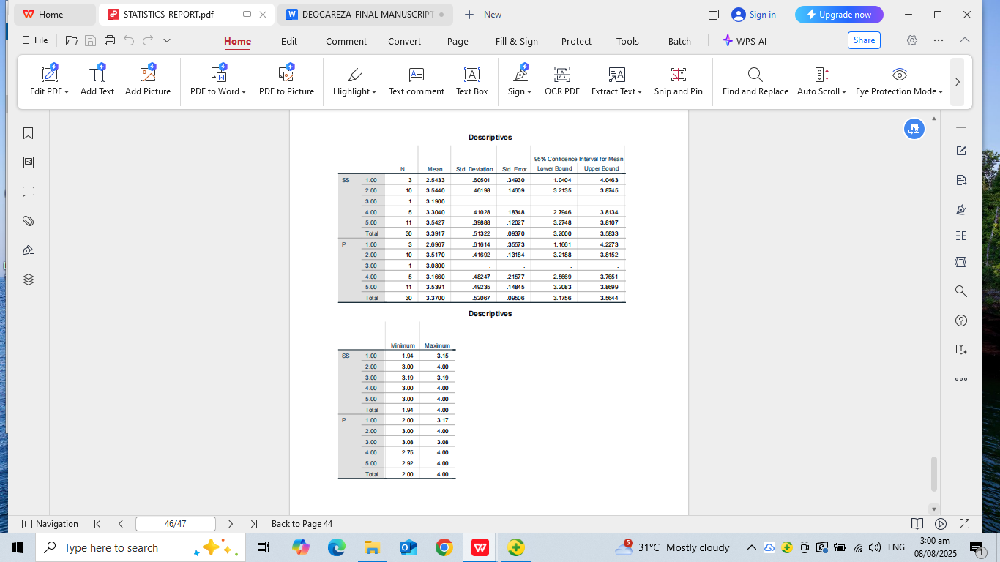 Home STATISTICS-REPORT.pdf DEOCAREZA-FINAL MANUSCRIPT New Sign in Upgrade now
File Home Edit Comment Convert Page Fill & Sign Protect Tools Batch WPS AI Share
Edit PDF Add Text Add Picture PDF to Word PDF to Picture Highlight Text comment Text Box Sign OCR PDF Extract Text Snip and Pin Find and Replace Auto Scroll Eye Protection Mode
Descriptives
95% Confidence Interval for Mean
N Mean Std. Deviation Std. Error Lower Bound Upper Bound
SS 1.00 3 2.5433 .60501 .34930 1.0404 4.0463
2.00 10 3.5440 .46198 .14609 3.2135 3.8745
3.00 1 3.1900 . . . .
4.00 5 3.3040 .41028 .18348 2.7946 3.8134
5.00 11 3.5427 .39888 .12027 3.2748 3.8107
Total 30 3.3917 .51322 .09370 3.2000 3.5833
P 1.00 3 2.6967 .61614 .35573 1.1661 4.2273
2.00 10 3.5170 .41692 .13184 3.2188 3.8152
3.00 1 3.0800 . . . .
4.00 5 3.1660 .48247 .21577 2.5669 3.7651
5.00 11 3.5391 .49235 .14845 3.2083 3.8699
Total 30 3.3700 .52067 .09506 3.1756 3.5644
Descriptives
Minimum Maximum
SS 1.00 1.94 3.15
2.00 3.00 4.00
3.00 3.19 3.19
4.00 3.00 4.00
5.00 3.00 4.00
Total 1.94 4.00
P 1.00 2.00 3.17
2.00 3.00 4.00
3.00 3.08 3.08
4.00 2.75 4.00
5.00 2.92 4.00
Total 2.00 4.00
Navigation 46/47 Back to Page 44
Type here to search 5 31°C Mostly cloudy ENG 3:00 am
08/08/2025 1